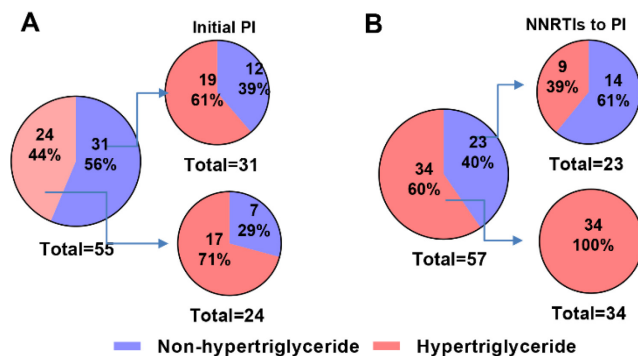 A
Initial PI
19
61%
12
39%
Total=31
24
44%
31
56%
Total=55
7
29%
17
71%
Total=24
B
NNRTIs to PI
9
39%
14
61%
Total=23
34
60%
23
40%
Total=57
34
100%
Total=34
Non-hypertriglyceride Hypertriglyceride